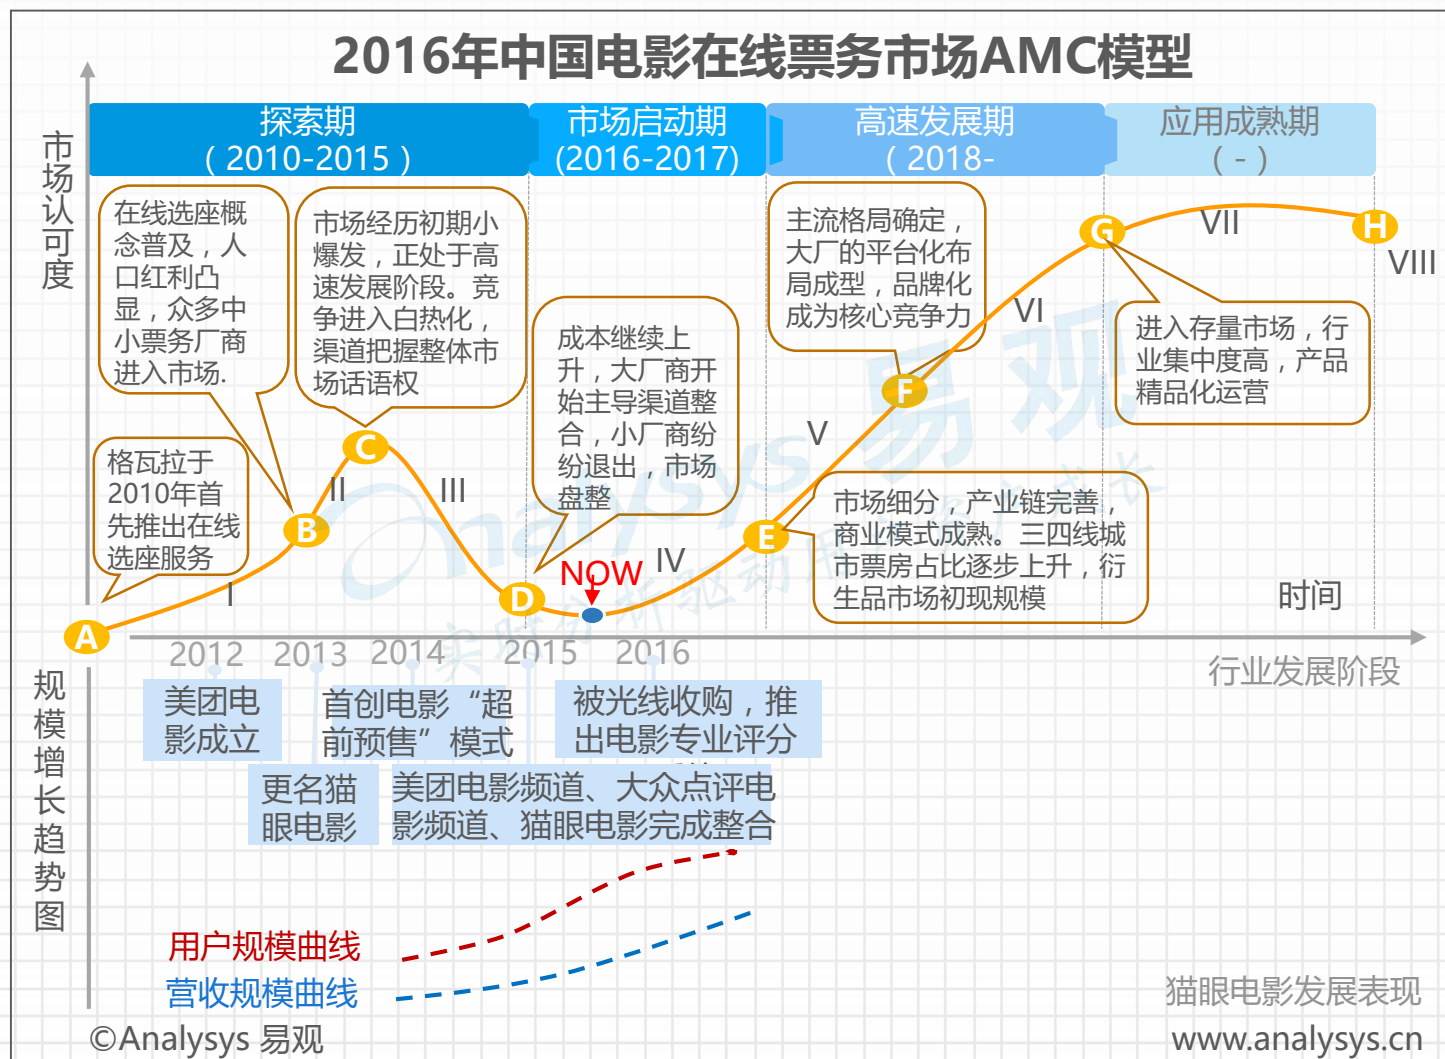 2016年中国电影在线票务市场AMC模型
探索期
（2010-2015）
市场启动期
(2016-2017)
高速发展期
（2018-
应用成熟期
（-）
市场认可度
在线选座概
念普及，人
口红利凸
显，众多中
小票务厂商
进入市场.
市场经历初期小
爆发，正处于高
速发展阶段。竞
争进入白热化，
渠道把握整体市
场话语权
成本继续上
升，大厂商开
始主导渠道整
合，小厂商纷
纷退出，市场
盘整
主流格局确定，
大厂的平台化布
局成型，品牌化
成为核心竞争力
进入存量市场，行
业集中度高，产品
精品化运营
格瓦拉于
2010年首
先推出在线
选座服务
市场细分，产业链完善，
商业模式成熟。三四线城
市票房占比逐步上升，衍
生品市场初现规模
A
B
C
D
E
F
G
H
I
II
III
IV
V
VI
VII
VIII
NOW
Analysys 易观
实时分析驱动用户资产成长
时间
2012
2013
2014
2015
2016
行业发展阶段
规模增长趋势图
美团电
影成立
首创电影“超
前预售”模式
被光线收购，推
出电影专业评分
更名猫
眼电影
美团电影频道、大众点评电
影频道、猫眼电影完成整合
用户规模曲线
营收规模曲线
猫眼电影发展表现
©Analysys 易观
www.analysys.cn